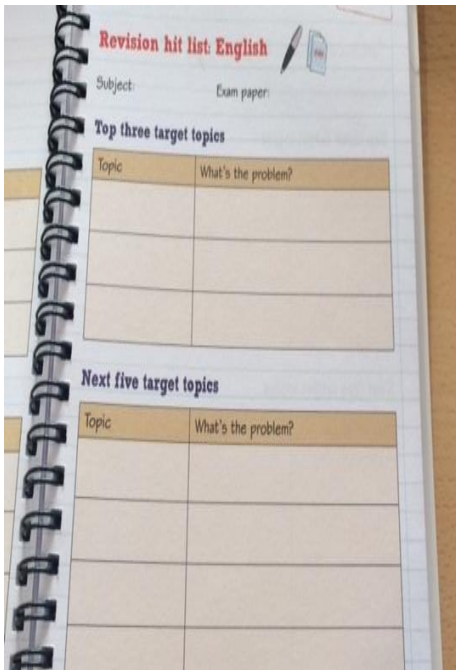 Revision hit list: English
Subject: Exam paper:
Top three target topics
Topic What's the problem?
Next five target topics
Topic What's the problem?